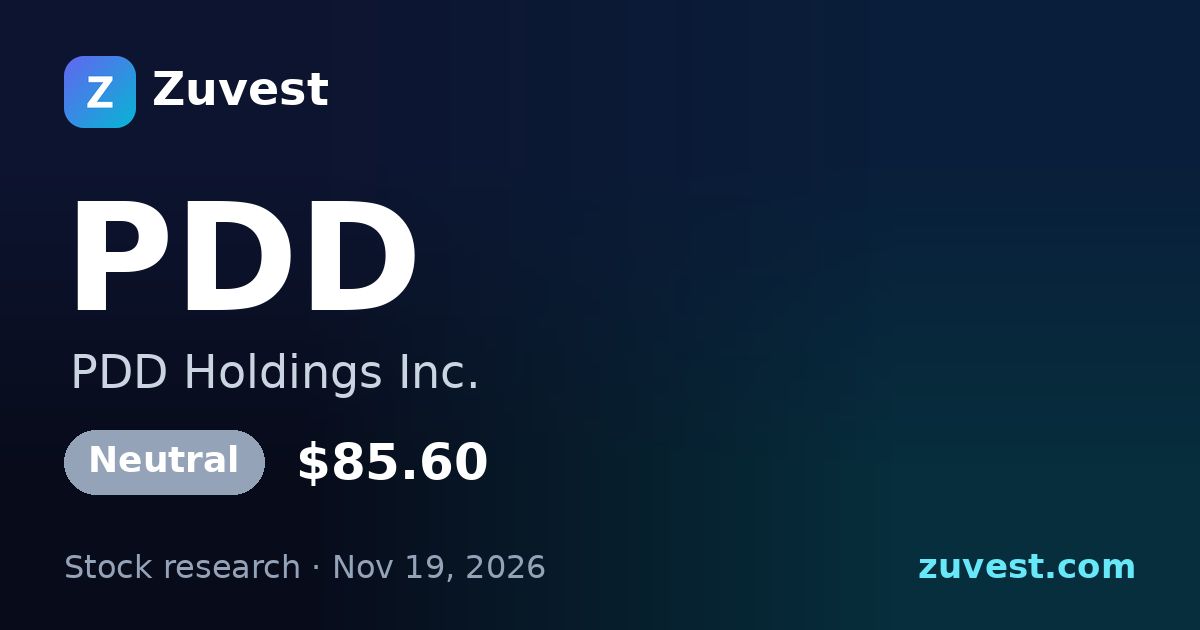 Z Zuvest
PDD
PDD Holdings Inc.
Neutral $85.60
Stock research · Nov 19, 2026 zuvest.com